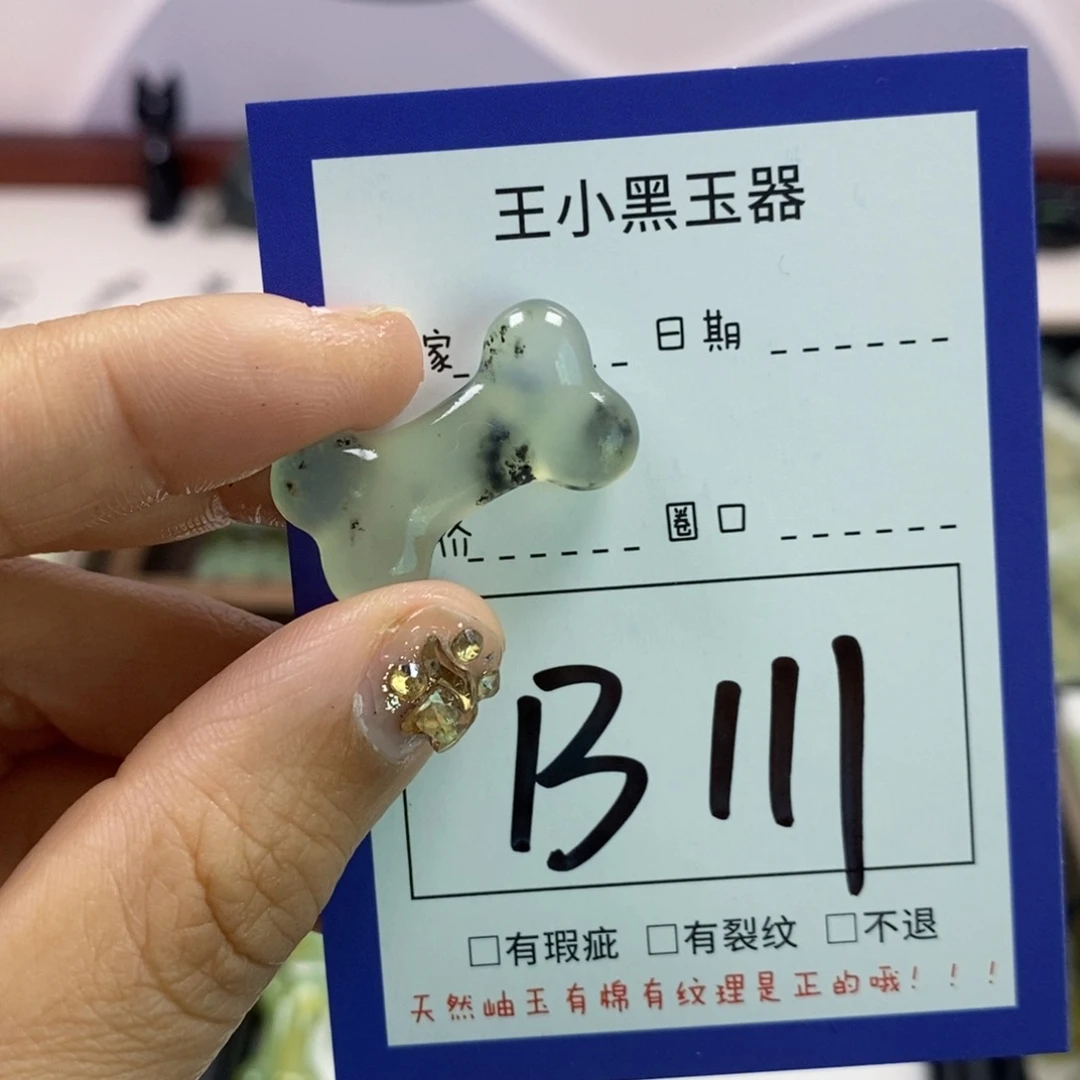 王小黑玉器
家 日期
价 圈口
B111
□有瑕疵 □有裂纹 □不退
天然岫玉有棉有纹理是正的哦！！！